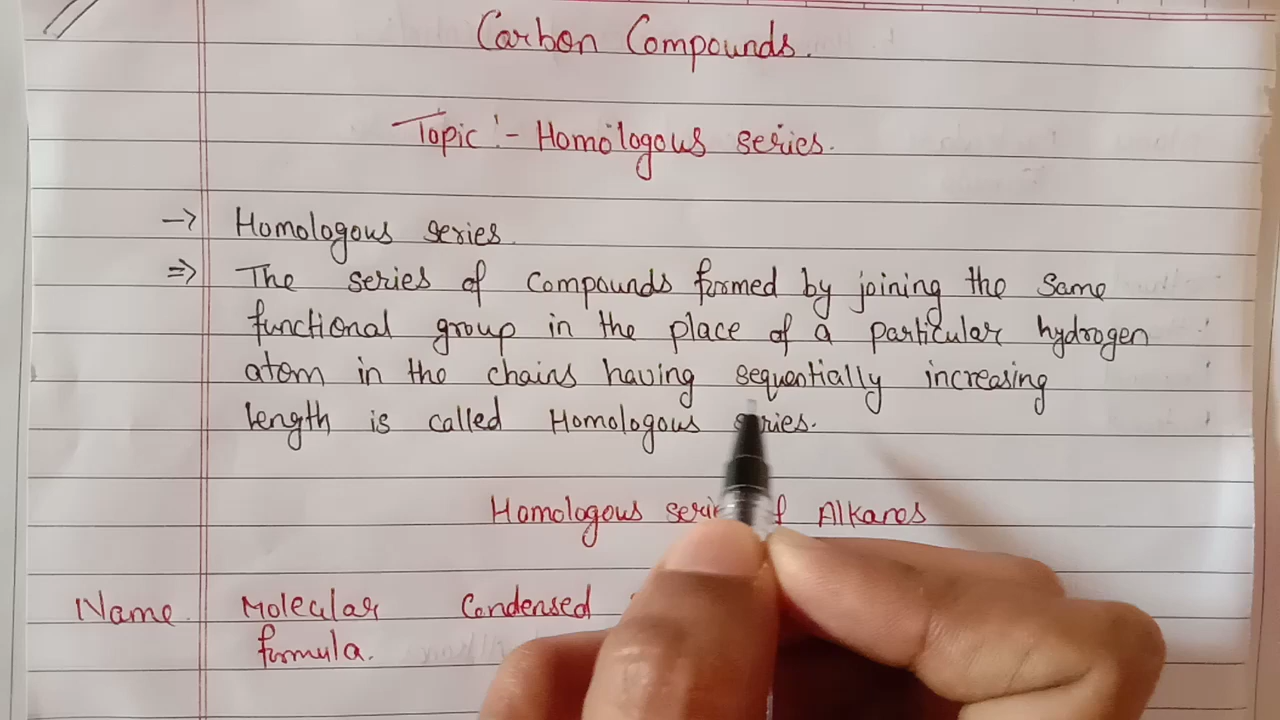 Carbon Compounds.
Topic :- Homologous series.
-> Homologous series.
=> The series of Compounds formed by joining the same
functional group in the place of a particular hydrogen
atom in the chains having sequentially increasing
length is called Homologous series.
Homologous of Alkanes
Name Molecular Condensed
formula.